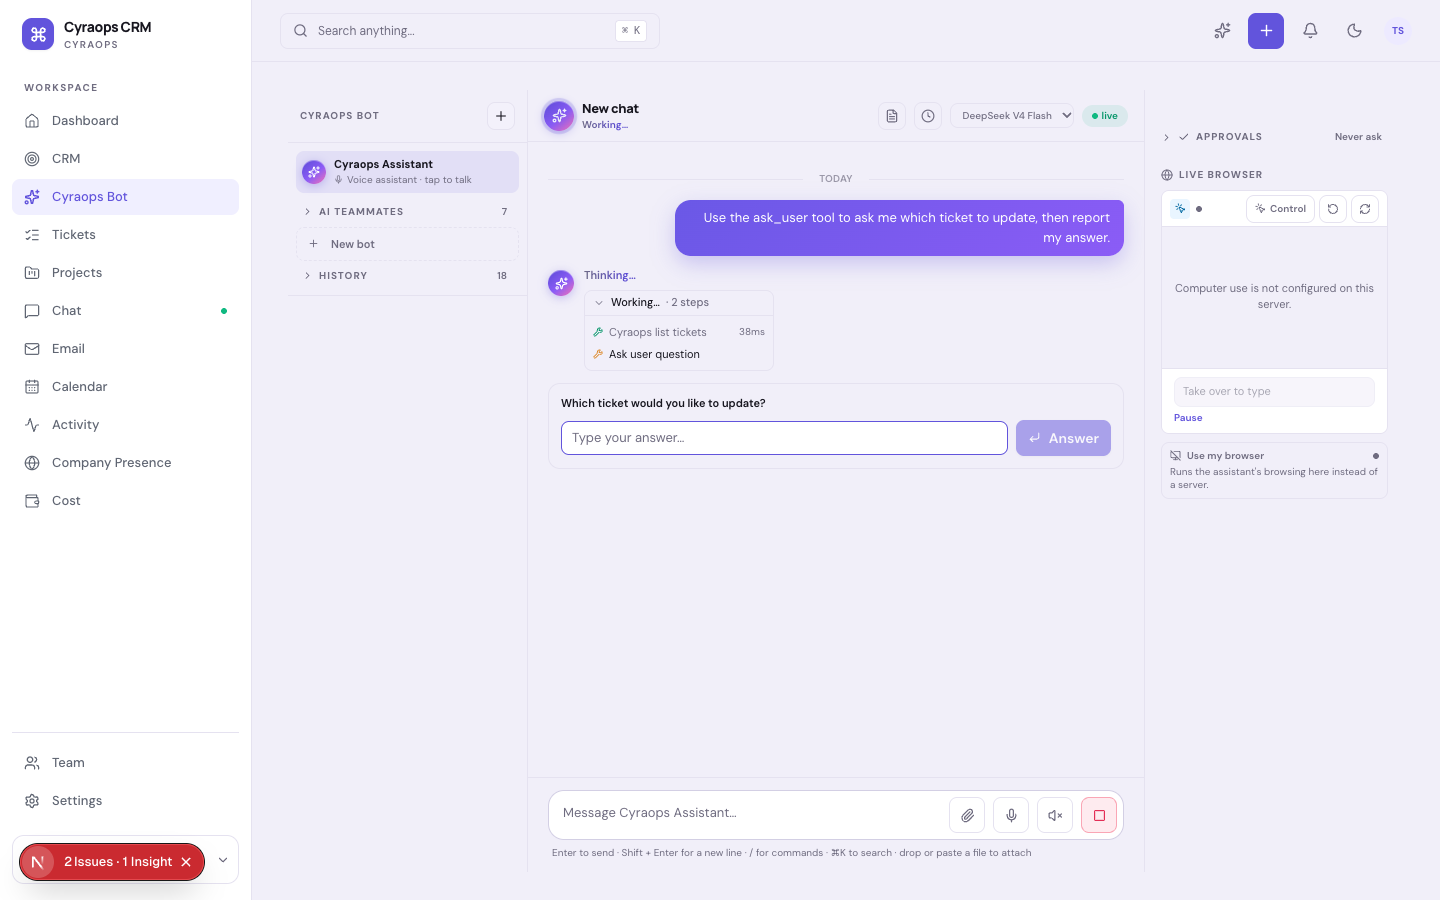 Cyraops CRM
CYRAOPS
WORKSPACE
Dashboard
CRM
Cyraops Bot
Tickets
Projects
Chat
Email
Calendar
Activity
Company Presence
Cost
Team
Settings
N
2 Issues · 1 Insight
Search anything...
⌘ K
TS
CYRAOPS BOT
Cyraops Assistant
Voice assistant · tap to talk
AI TEAMMATES 7
New bot
HISTORY 18
New chat
Working...
DeepSeek V4 Flash
live
TODAY
Use the ask_user tool to ask me which ticket to update, then report
my answer.
Thinking...
Working... · 2 steps
Cyraops list tickets 38ms
Ask user question
Which ticket would you like to update?
Type your answer...
Answer
Message Cyraops Assistant...
Enter to send · Shift + Enter for a new line · / for commands · ⌘K to search · drop or paste a file to attach
APPROVALS Never ask
LIVE BROWSER
Control
Computer use is not configured on this
server.
Take over to type
Pause
Use my browser
Runs the assistant's browsing here instead of
a server.